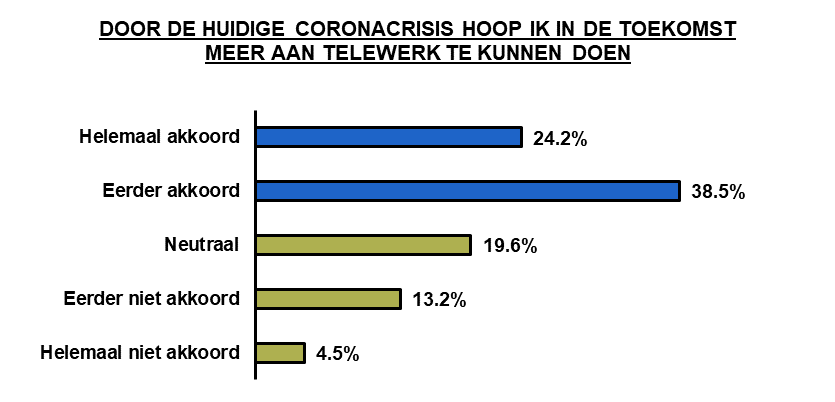 DOOR DE HUIDIGE CORONACRISIS HOOP IK IN DE TOEKOMST
MEER AAN TELEWERK TE KUNNEN DOEN
Helemaal akkoord 24.2%
Eerder akkoord 38.5%
Neutraal 19.6%
Eerder niet akkoord 13.2%
Helemaal niet akkoord 4.5%